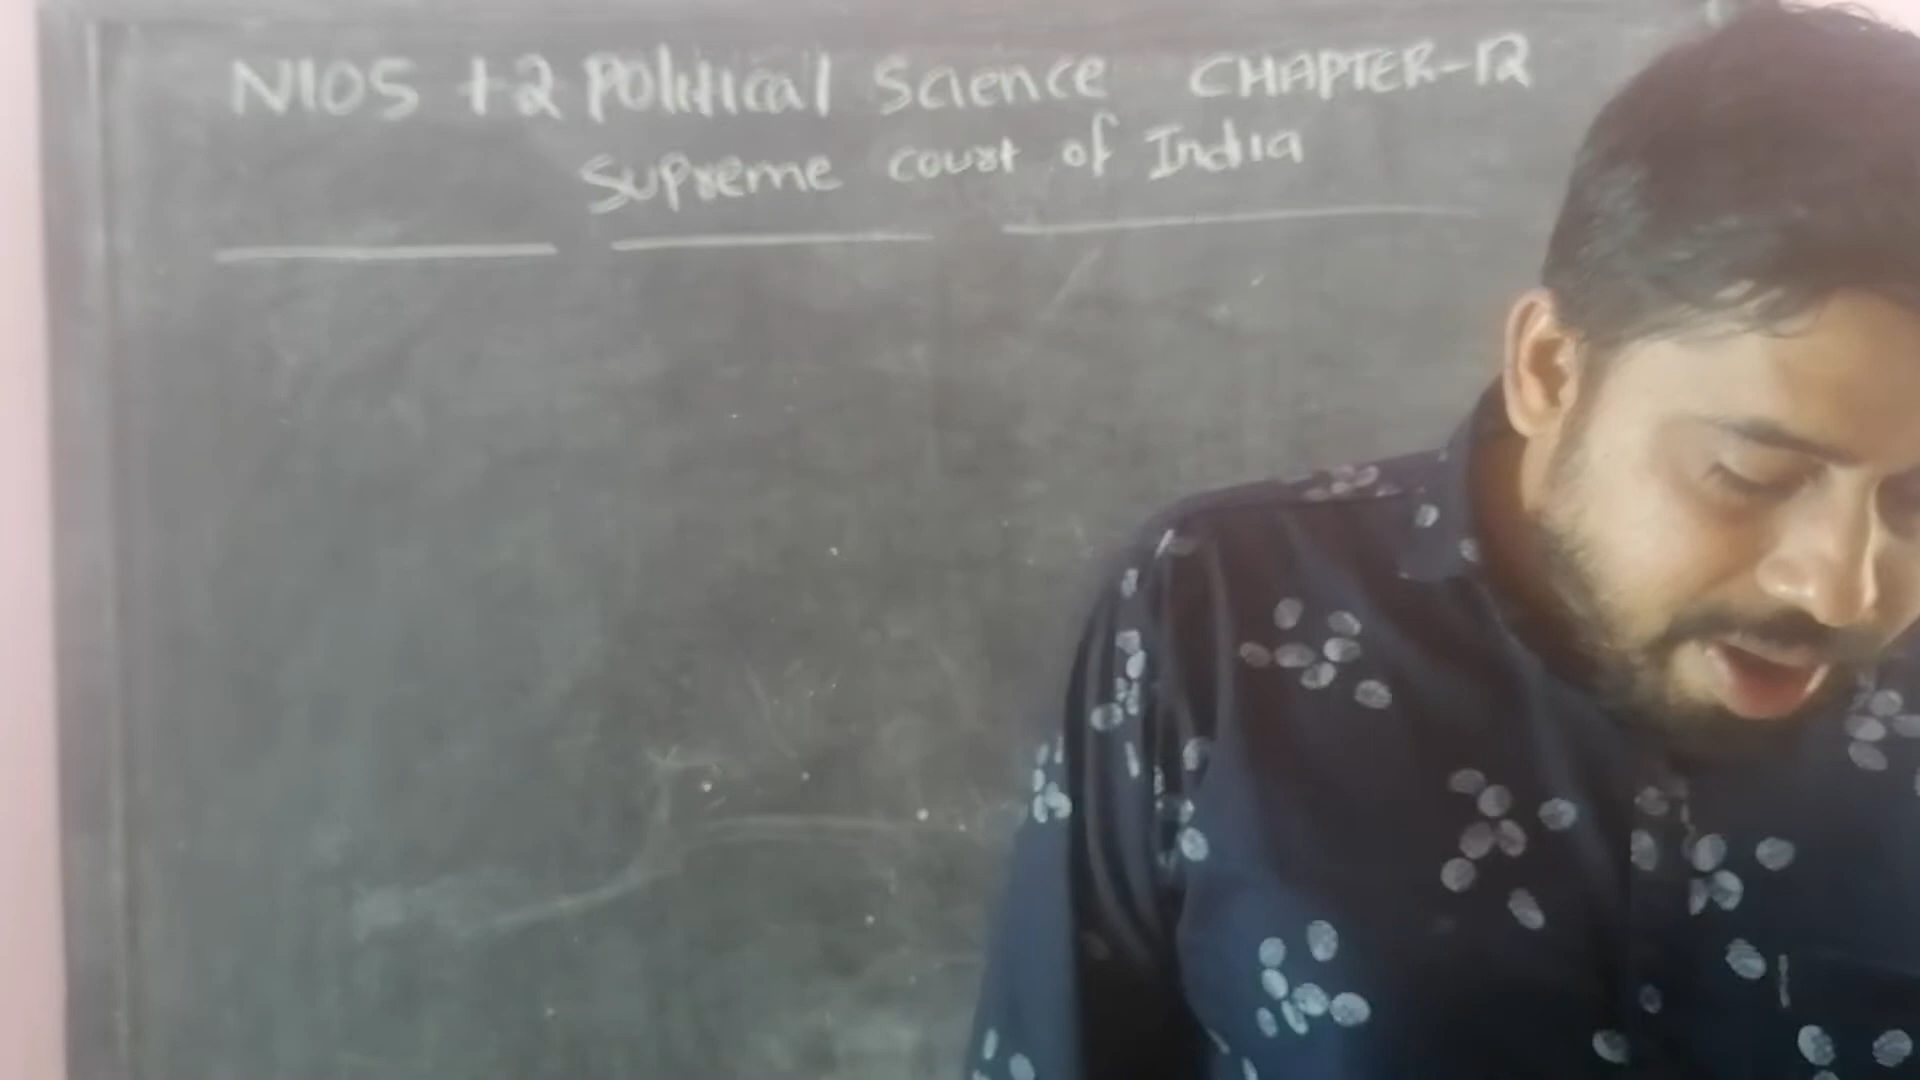 NIOS +2 Political Science CHAPTER-12
Supreme court of India